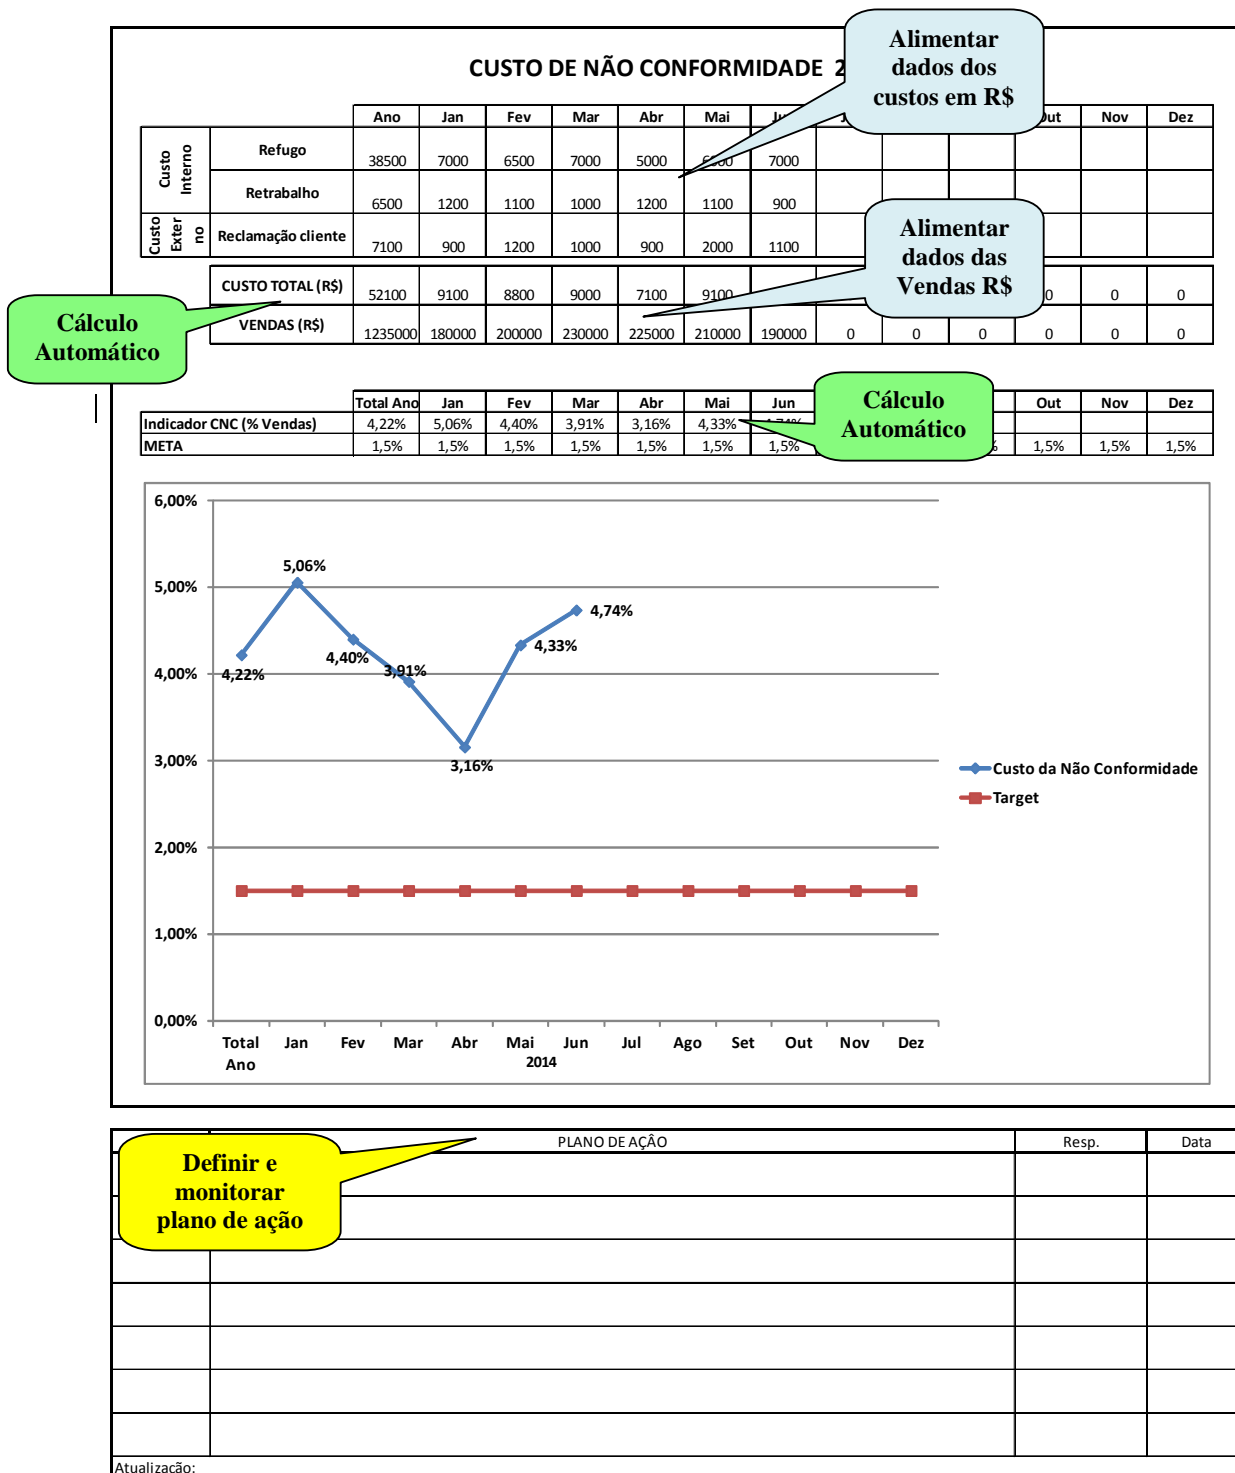 CUSTO DE NÃO CONFORMIDADE 2
Alimentar
dados dos
custos em R$
Ano Jan Fev Mar Abr Mai Out Nov Dez
Custo
Interno
Refugo
38500 7000 6500 7000 5000 7000
Retrabalho
6500 1200 1100 1000 1200 1100 900
Custo
Exter
no
Reclamação cliente
7100 900 1200 1000 900 2000 1100
Alimentar
dados das
Vendas R$
CUSTO TOTAL (R$)
52100 9100 8800 9000 7100 9100 0 0 0
VENDAS (R$)
1235000 180000 200000 230000 225000 210000 190000 0 0 0 0 0 0
Cálculo
Automático
Total Ano Jan Fev Mar Abr Mai Jun Out Nov Dez
Indicador CNC (% Vendas) 4,22% 5,06% 4,40% 3,91% 3,16% 4,33% 4,74%
META 1,5% 1,5% 1,5% 1,5% 1,5% 1,5% 1,5% 1,5% 1,5% 1,5%
Cálculo
Automático
6,00%
5,00%
4,00%
3,00%
2,00%
1,00%
0,00%
4,22%
5,06%
4,40%
3,91%
3,16%
4,33%
4,74%
Custo da Não Conformidade
Target
Total Ano Jan Fev Mar Abr Mai Jun Jul Ago Set Out Nov Dez
2014
PLANO DE AÇÂO Resp. Data
Definir e
monitorar
plano de ação
Atualização: